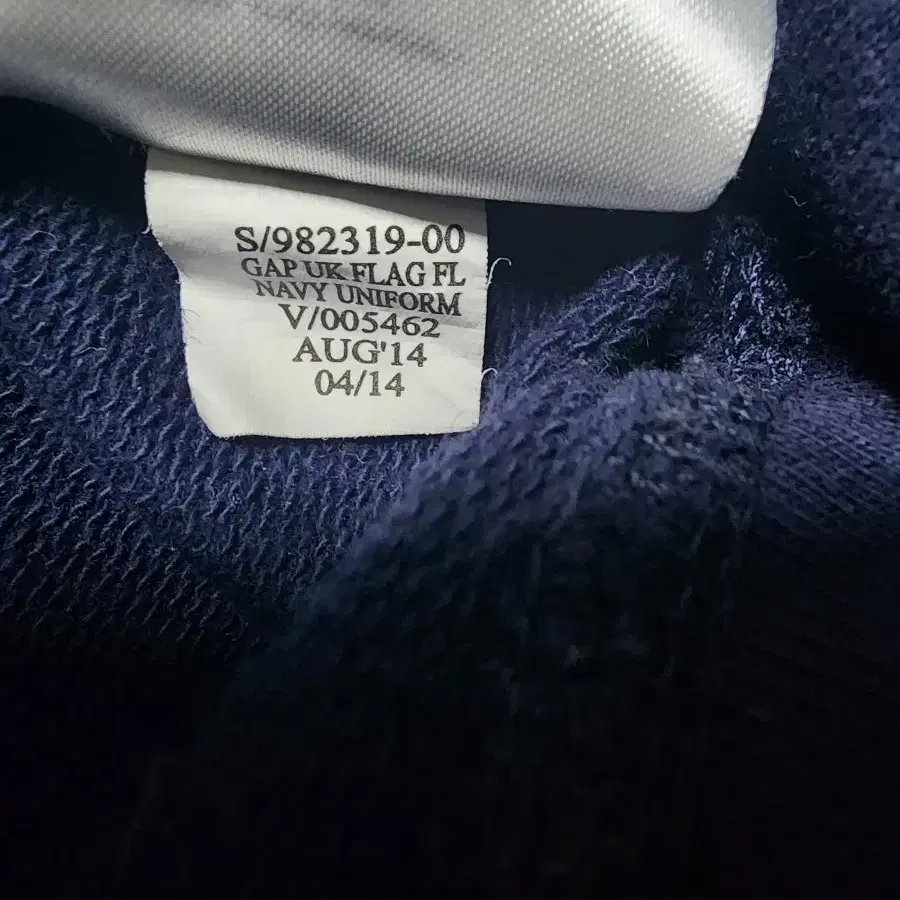 S/982319-00
GAP UK FLAG FL
NAVY UNIFORM
V/005462
AUG'14
04/14